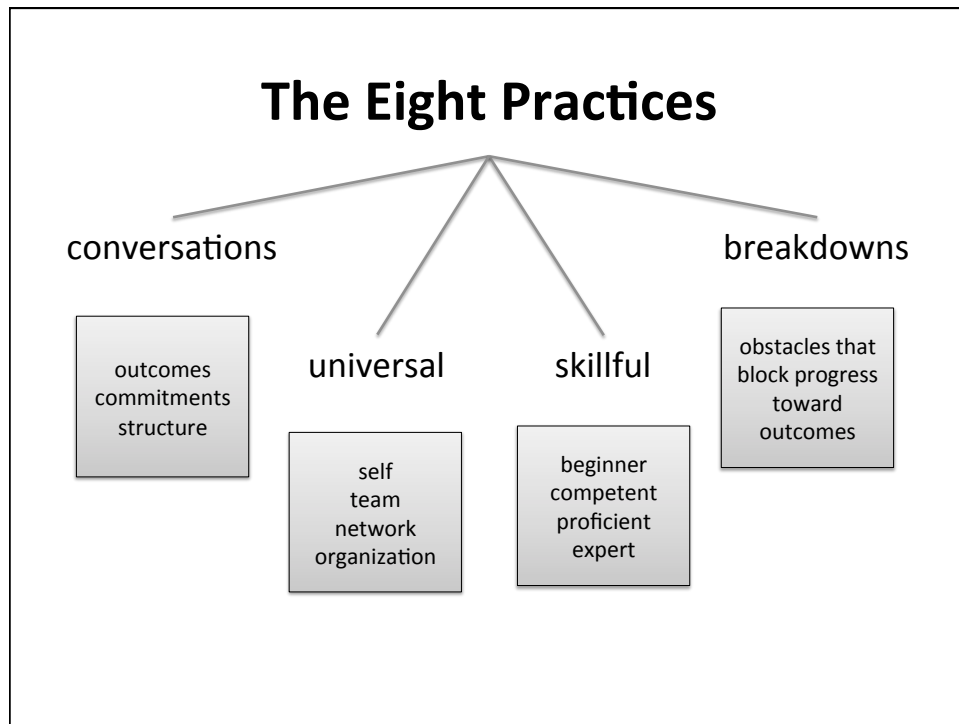 The Eight Practices
conversations
outcomes
commitments
structure
universal
self
team
network
organization
skillful
beginner
competent
proficient
expert
breakdowns
obstacles that
block progress
toward
outcomes